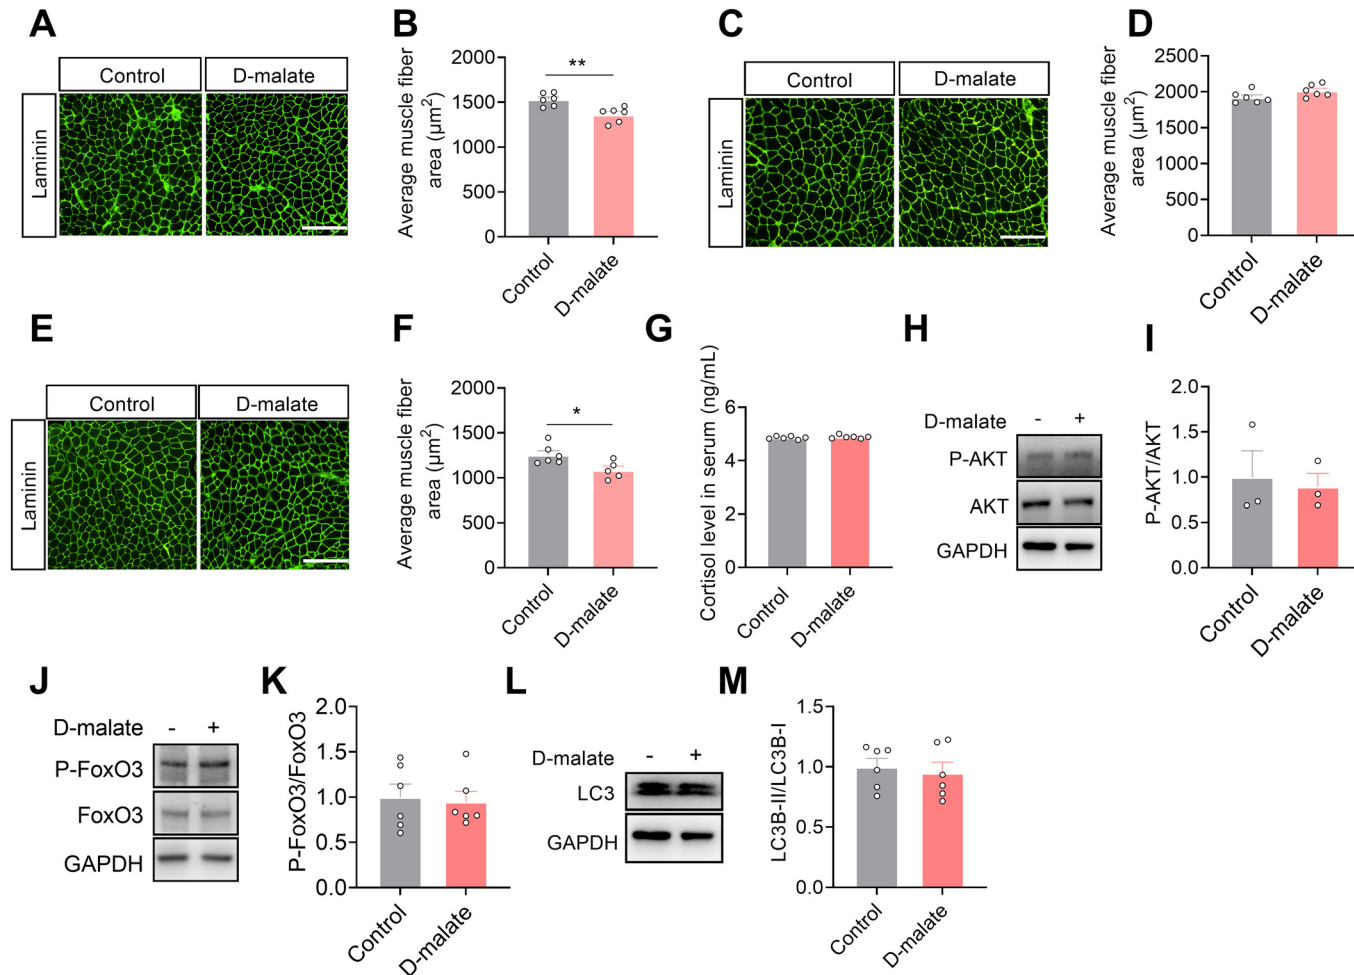 A
Control
D-malate
Laminin
B
Average muscle fiber
area (μm²)
2000
1500
1000
500
0
**
Control
D-malate
C
Control
D-malate
Laminin
D
Average muscle fiber
area (μm²)
2500
2000
1500
1000
500
0
Control
D-malate
E
Control
D-malate
Laminin
F
Average muscle fiber
area (μm²)
2000
1500
1000
500
0
*
Control
D-malate
G
Cortisol level in serum (ng/mL)
6
4
2
0
Control
D-malate
H
D-malate - +
P-AKT
AKT
GAPDH
I
P-AKT/AKT
2.0
1.5
1.0
0.5
0.0
Control
D-malate
J
D-malate - +
P-FoxO3
FoxO3
GAPDH
K
P-FoxO3/FoxO3
2.0
1.5
1.0
0.5
0.0
Control
D-malate
L
D-malate - +
LC3
GAPDH
M
LC3B-II/LC3B-I
1.5
1.0
0.5
0.0
Control
D-malate